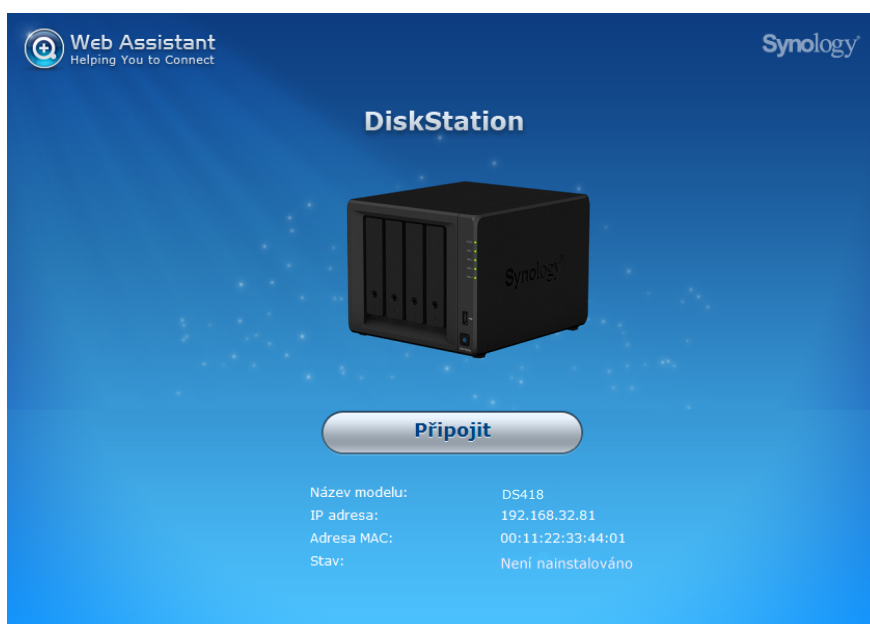 Web Assistant
Helping You to Connect
Synology
DiskStation
Synology
Připojit
Název modelu: DS418
IP adresa: 192.168.32.81
Adresa MAC: 00:11:22:33:44:01
Stav: Není nainstalováno